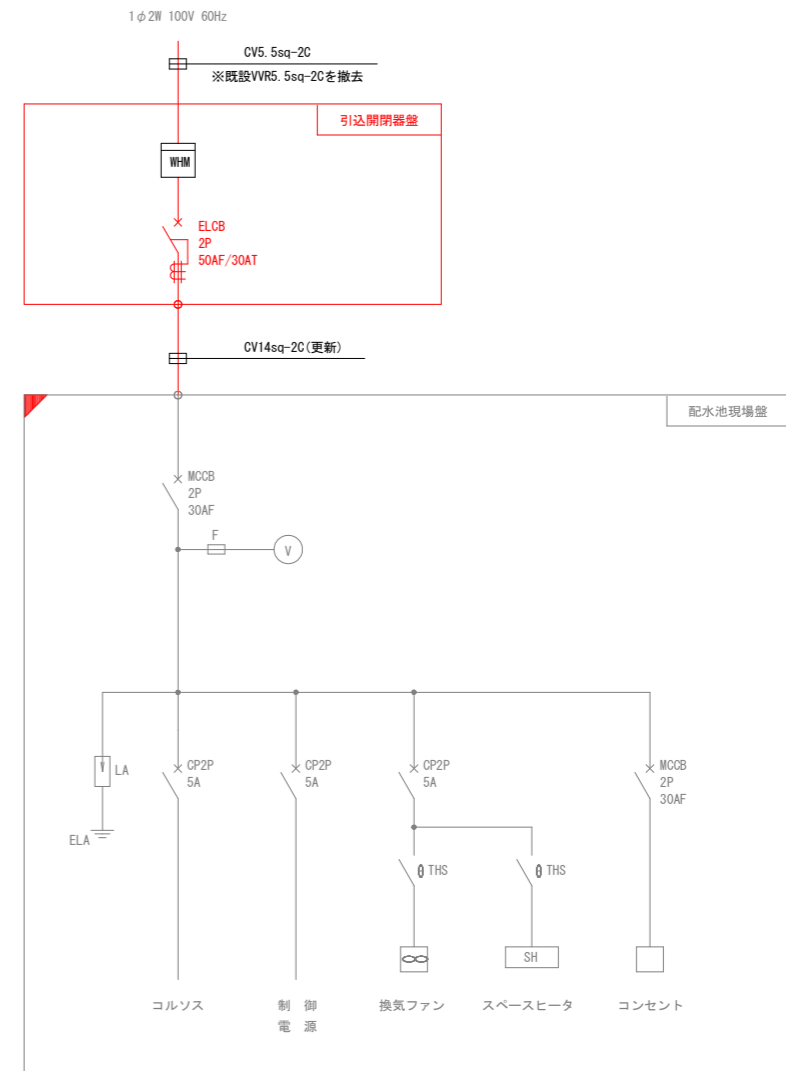 1φ2W 100V 60Hz
CV5.5sq-2C
※既設VVR5.5sq-2Cを撤去
引込開閉器盤
WHM
ELCB
2P
50AF/30AT
CV14sq-2C(更新)
配水池現場盤
MCCB
2P
30AF
F
V
LA
ELA
CP2P
5A
CP2P
5A
CP2P
5A
MCCB
2P
30AF
θ THS
θ THS
SH
コルソス
制御
電源
換気ファン
スペースヒータ
コンセント